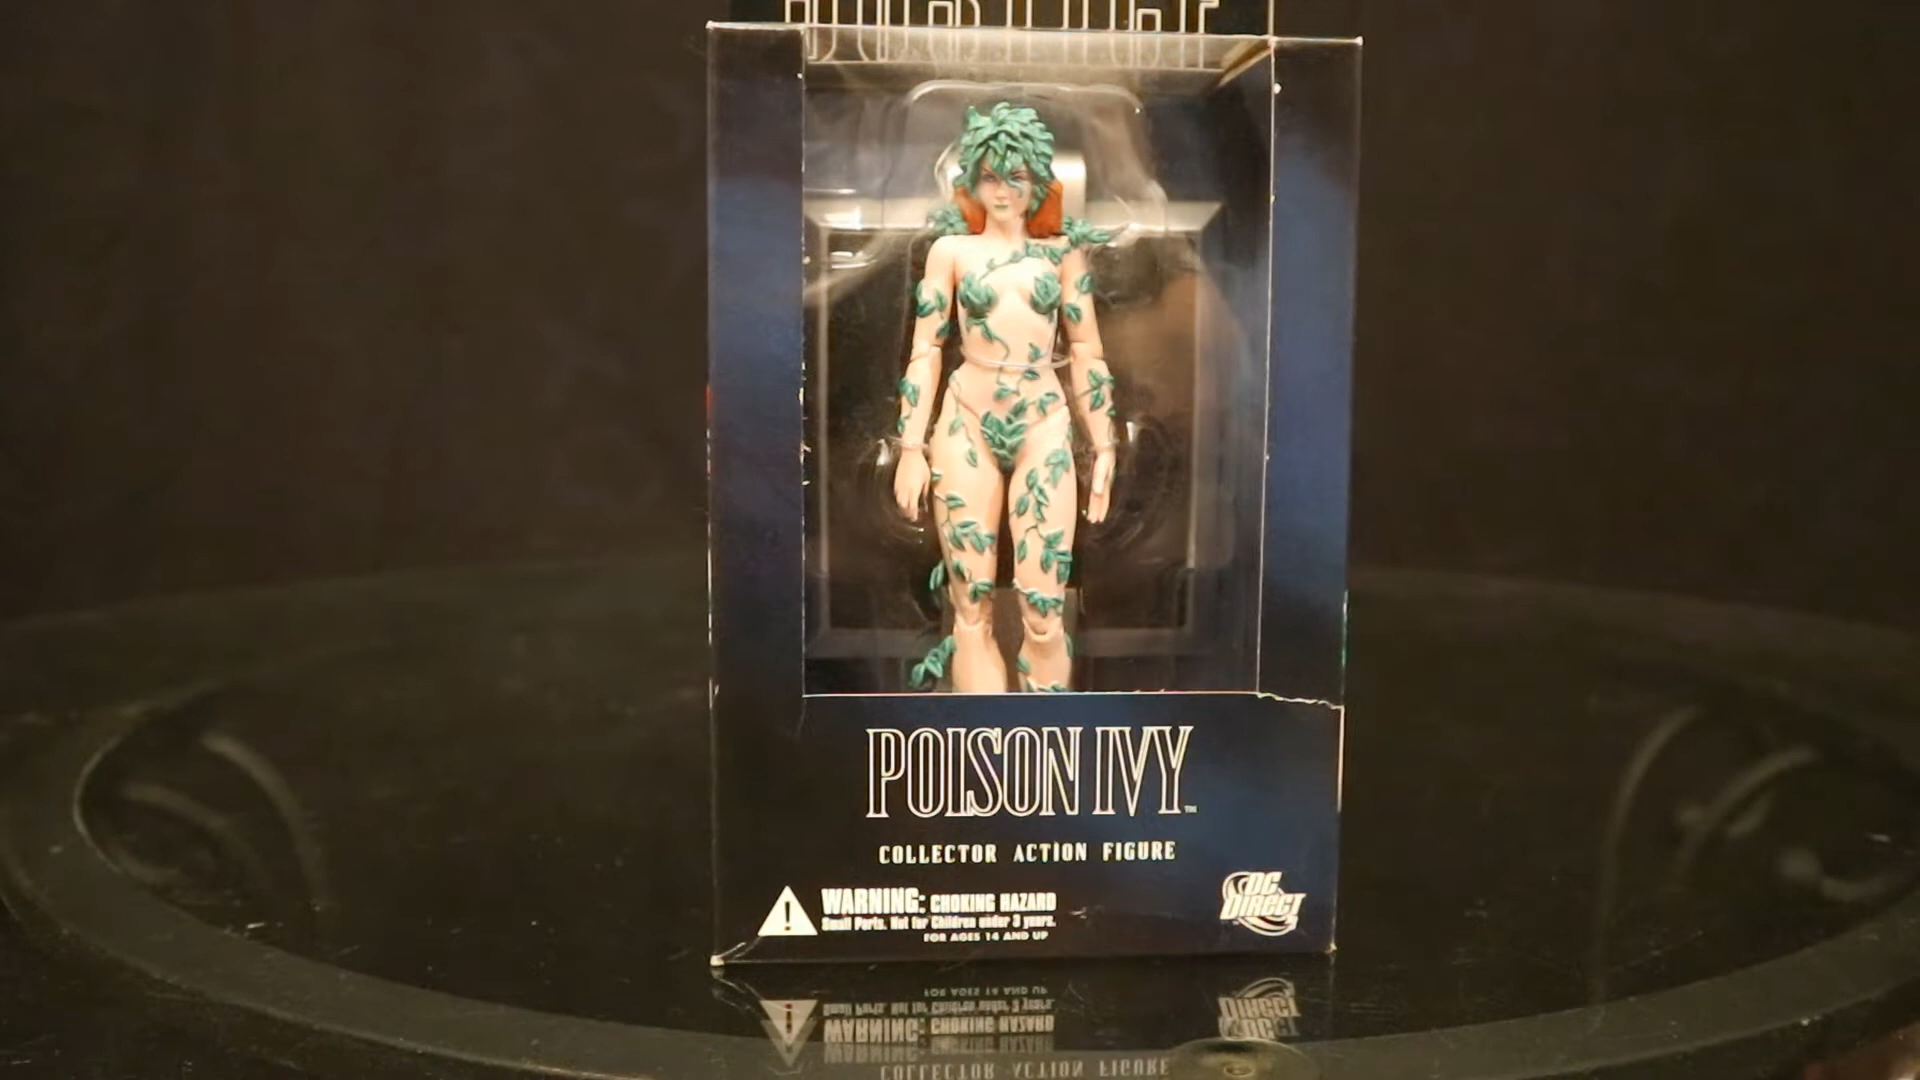 JUSTICE
POISON IVY™
COLLECTOR ACTION FIGURE
WARNING: CHOKING HAZARD
Small Parts. Not for Children under 3 years.
FOR AGES 14 AND UP
DC
DIRECT